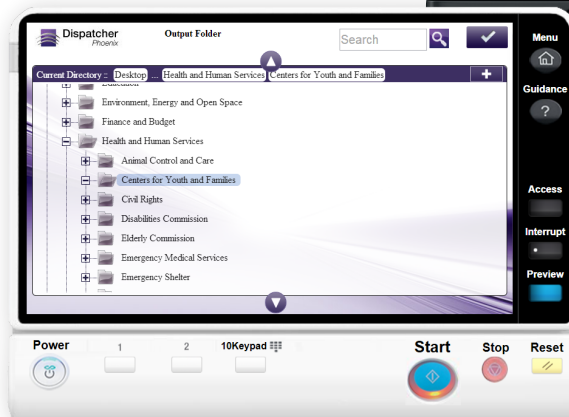 Dispatcher
Phoenix
Output Folder
Search
Menu
Current Directory :: Desktop ... Health and Human Services Centers for Youth and Families
+
Education
Guidance
?
Environment, Energy and Open Space
Finance and Budget
Health and Human Services
Animal Control and Care
Centers for Youth and Families
Civil Rights
Access
Disabilities Commission
Elderly Commission
Interrupt
Emergency Medical Services
Preview
Emergency Shelter
Power
1
2
10Keypad
Start
Stop
Reset